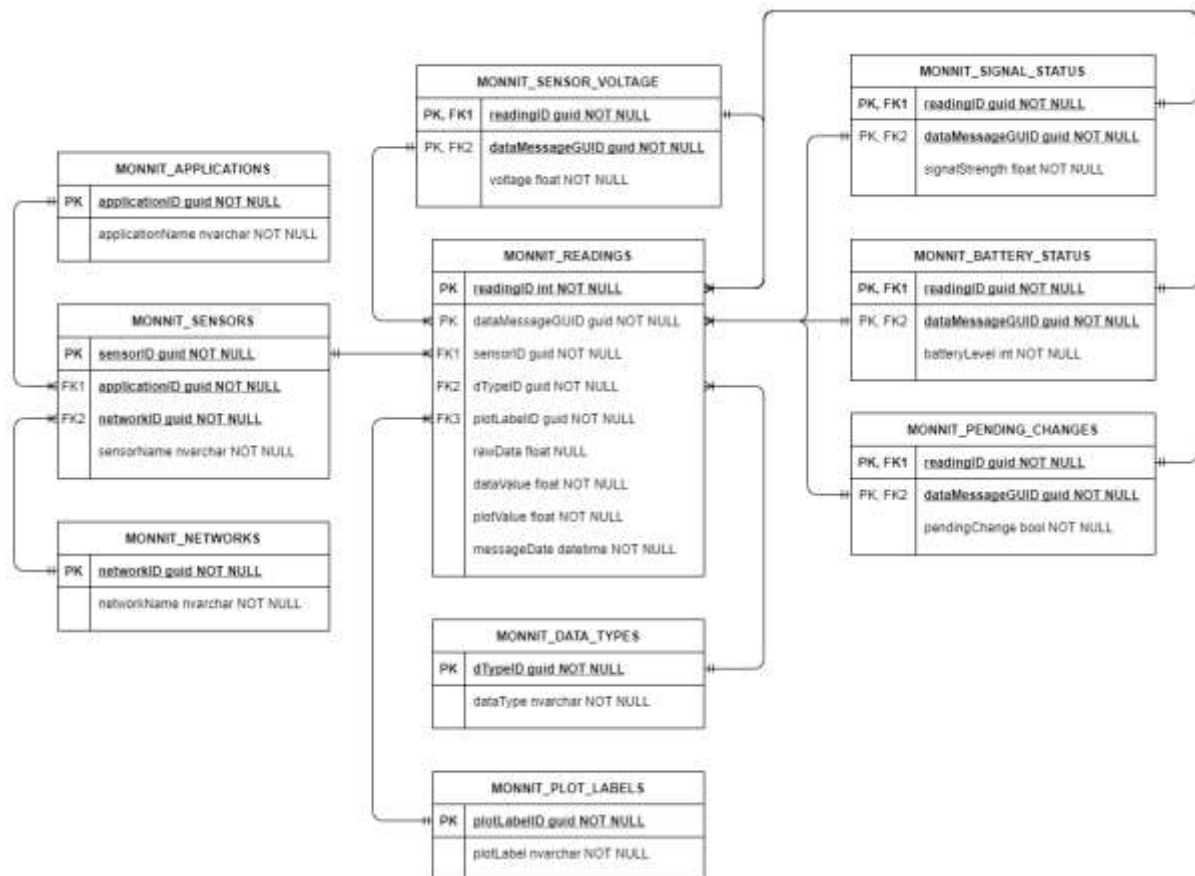 MONNIT_SENSOR_VOLTAGE
PK, FK1 readingID guid NOT NULL
PK, FK2 dataMessageGUID guid NOT NULL
voltage float NOT NULL
MONNIT_SIGNAL_STATUS
PK, FK1 readingID guid NOT NULL
PK, FK2 dataMessageGUID guid NOT NULL
signalStrength float NOT NULL
MONNIT_APPLICATIONS
PK applicationID guid NOT NULL
applicationName nvarchar NOT NULL
MONNIT_READINGS
PK readingID int NOT NULL
PK dataMessageGUID guid NOT NULL
FK1 sensorID guid NOT NULL
FK2 dTypeID guid NOT NULL
FK3 plotLabelID guid NOT NULL
rawData float NULL
dataValue float NOT NULL
plotValue float NOT NULL
messageDate datetime NOT NULL
MONNIT_BATTERY_STATUS
PK, FK1 readingID guid NOT NULL
PK, FK2 dataMessageGUID guid NOT NULL
batteryLevel int NOT NULL
MONNIT_SENSORS
PK sensorID guid NOT NULL
FK1 applicationID guid NOT NULL
FK2 networkID guid NOT NULL
sensorName nvarchar NOT NULL
MONNIT_PENDING_CHANGES
PK, FK1 readingID guid NOT NULL
PK, FK2 dataMessageGUID guid NOT NULL
pendingChange bool NOT NULL
MONNIT_NETWORKS
PK networkID guid NOT NULL
networkName nvarchar NOT NULL
MONNIT_DATA_TYPES
PK dTypeID guid NOT NULL
dataType nvarchar NOT NULL
MONNIT_PLOT_LABELS
PK plotLabelID guid NOT NULL
plotLabel nvarchar NOT NULL